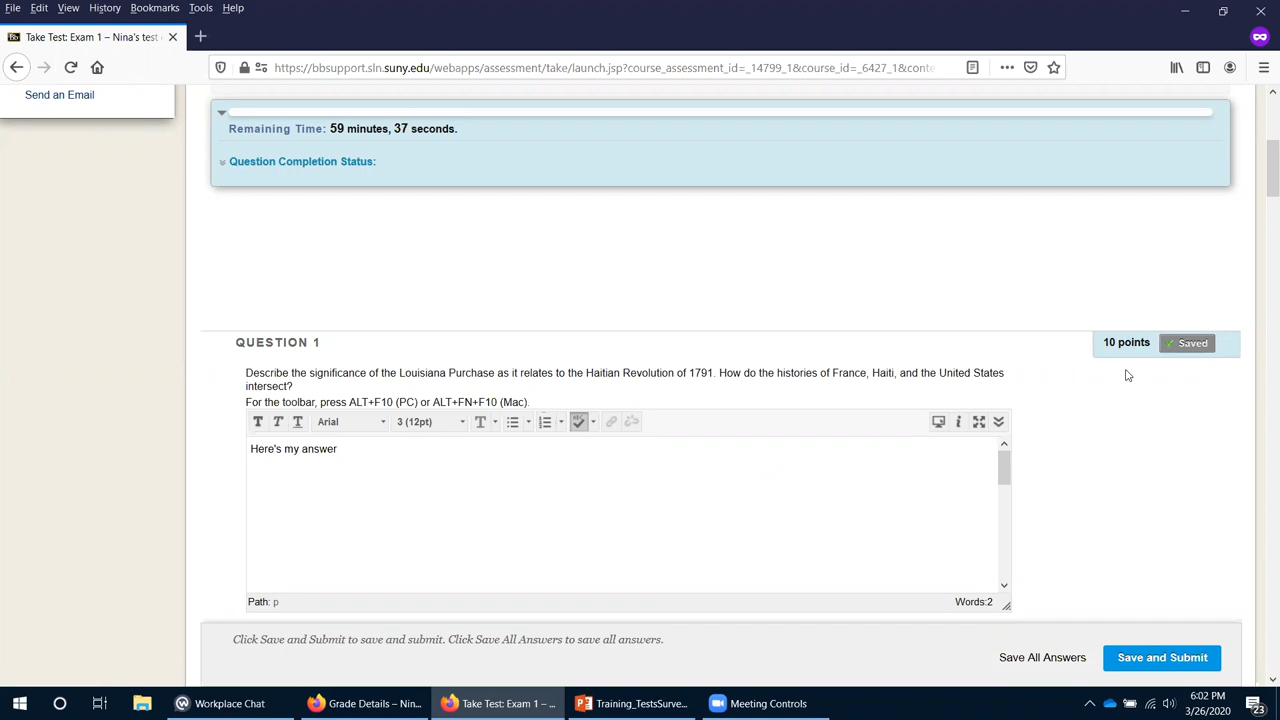 File Edit View History Bookmarks Tools Help
Take Test: Exam 1 – Nina's test
https://bbsupport.sln.suny.edu/webapps/assessment/take/launch.jsp?course_assessment_id=_14799_1&course_id=_6427_1&conte
Send an Email
Remaining Time: 59 minutes, 37 seconds.
Question Completion Status:
QUESTION 1
10 points Saved
Describe the significance of the Louisiana Purchase as it relates to the Haitian Revolution of 1791. How do the histories of France, Haiti, and the United States
intersect?
For the toolbar, press ALT+F10 (PC) or ALT+FN+F10 (Mac).
T T T Arial 3 (12pt) T
Here's my answer
Path: p Words:2
Click Save and Submit to save and submit. Click Save All Answers to save all answers.
Save All Answers Save and Submit
Workplace Chat Grade Details – Nin... Take Test: Exam 1 – ... Training_TestsSurve... Meeting Controls
6:02 PM
3/26/2020
23